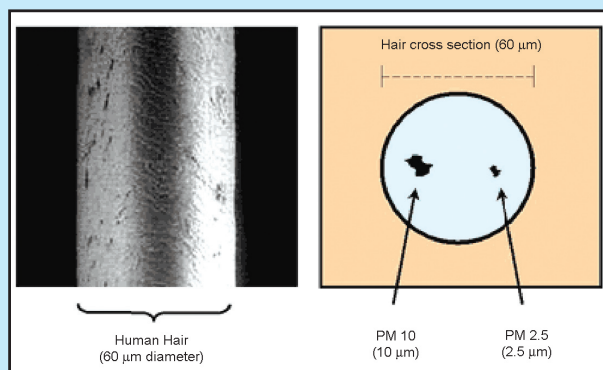 Hair cross section (60 μm)
Human Hair
(60 μm diameter)
PM 10
(10 μm)
PM 2.5
(2.5 μm)